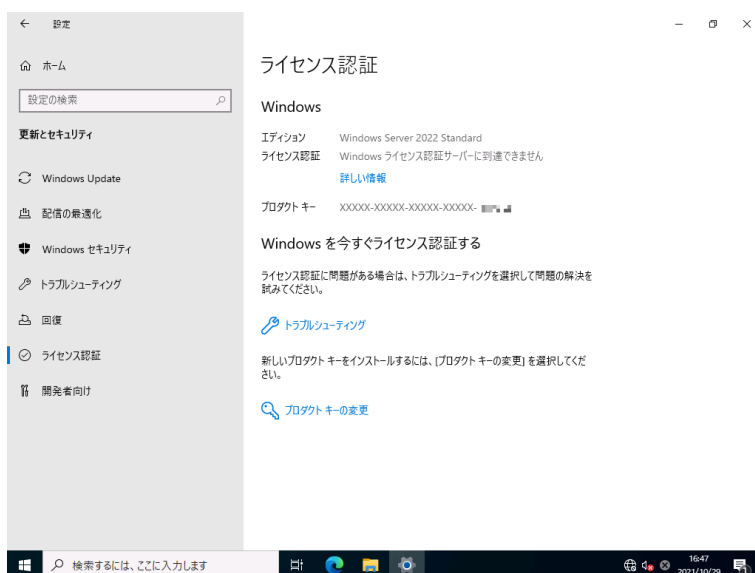 設定
ホーム
設定の検索
更新とセキュリティ
Windows Update
配信の最適化
Windows セキュリティ
トラブルシューティング
回復
ライセンス認証
開発者向け
ライセンス認証
Windows
エディション Windows Server 2022 Standard
ライセンス認証 Windows ライセンス認証サーバーに到達できません
詳しい情報
プロダクト キー XXXXX-XXXXX-XXXXX-XXXXX-
Windows を今すぐライセンス認証する
ライセンス認証に問題がある場合は、トラブルシューティングを選択して問題の解決を
試みてください。
トラブルシューティング
新しいプロダクト キーをインストールするには、[プロダクト キーの変更] を選択してくだ
さい。
プロダクト キーの変更
検索するには、ここに入力します
16:47
2021/10/29